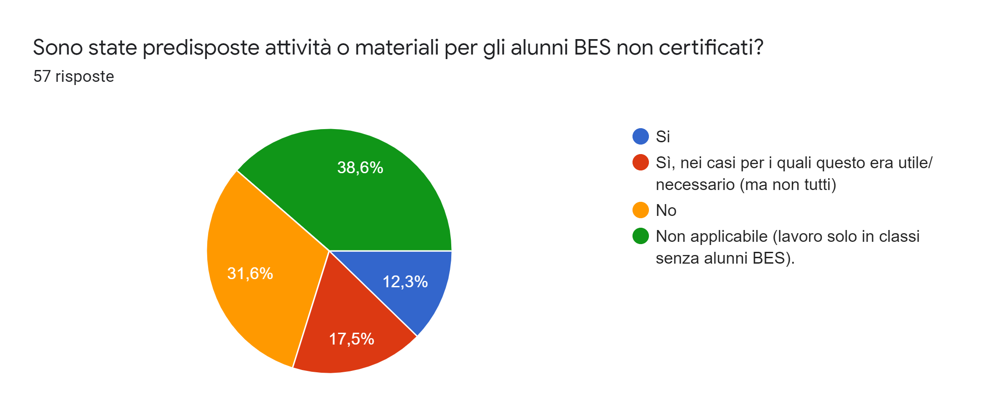 Sono state predisposte attività o materiali per gli alunni BES non certificati?
57 risposte
38,6%
31,6%
12,3%
17,5%
Si
Sì, nei casi per i quali questo era utile/
necessario (ma non tutti)
No
Non applicabile (lavoro solo in classi
senza alunni BES).